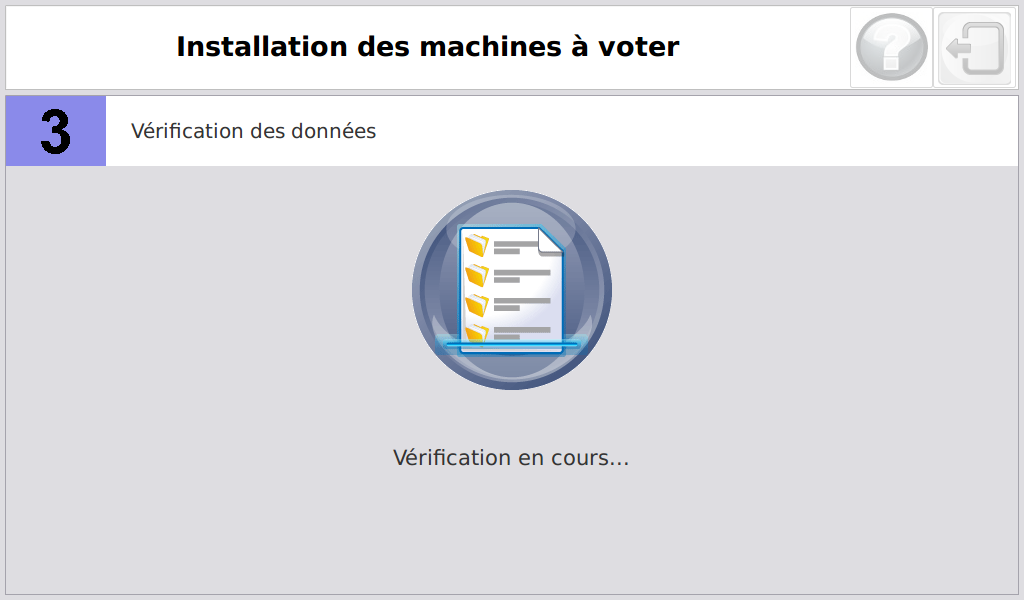 Installation des machines à voter
?
3
Vérification des données
Vérification en cours...